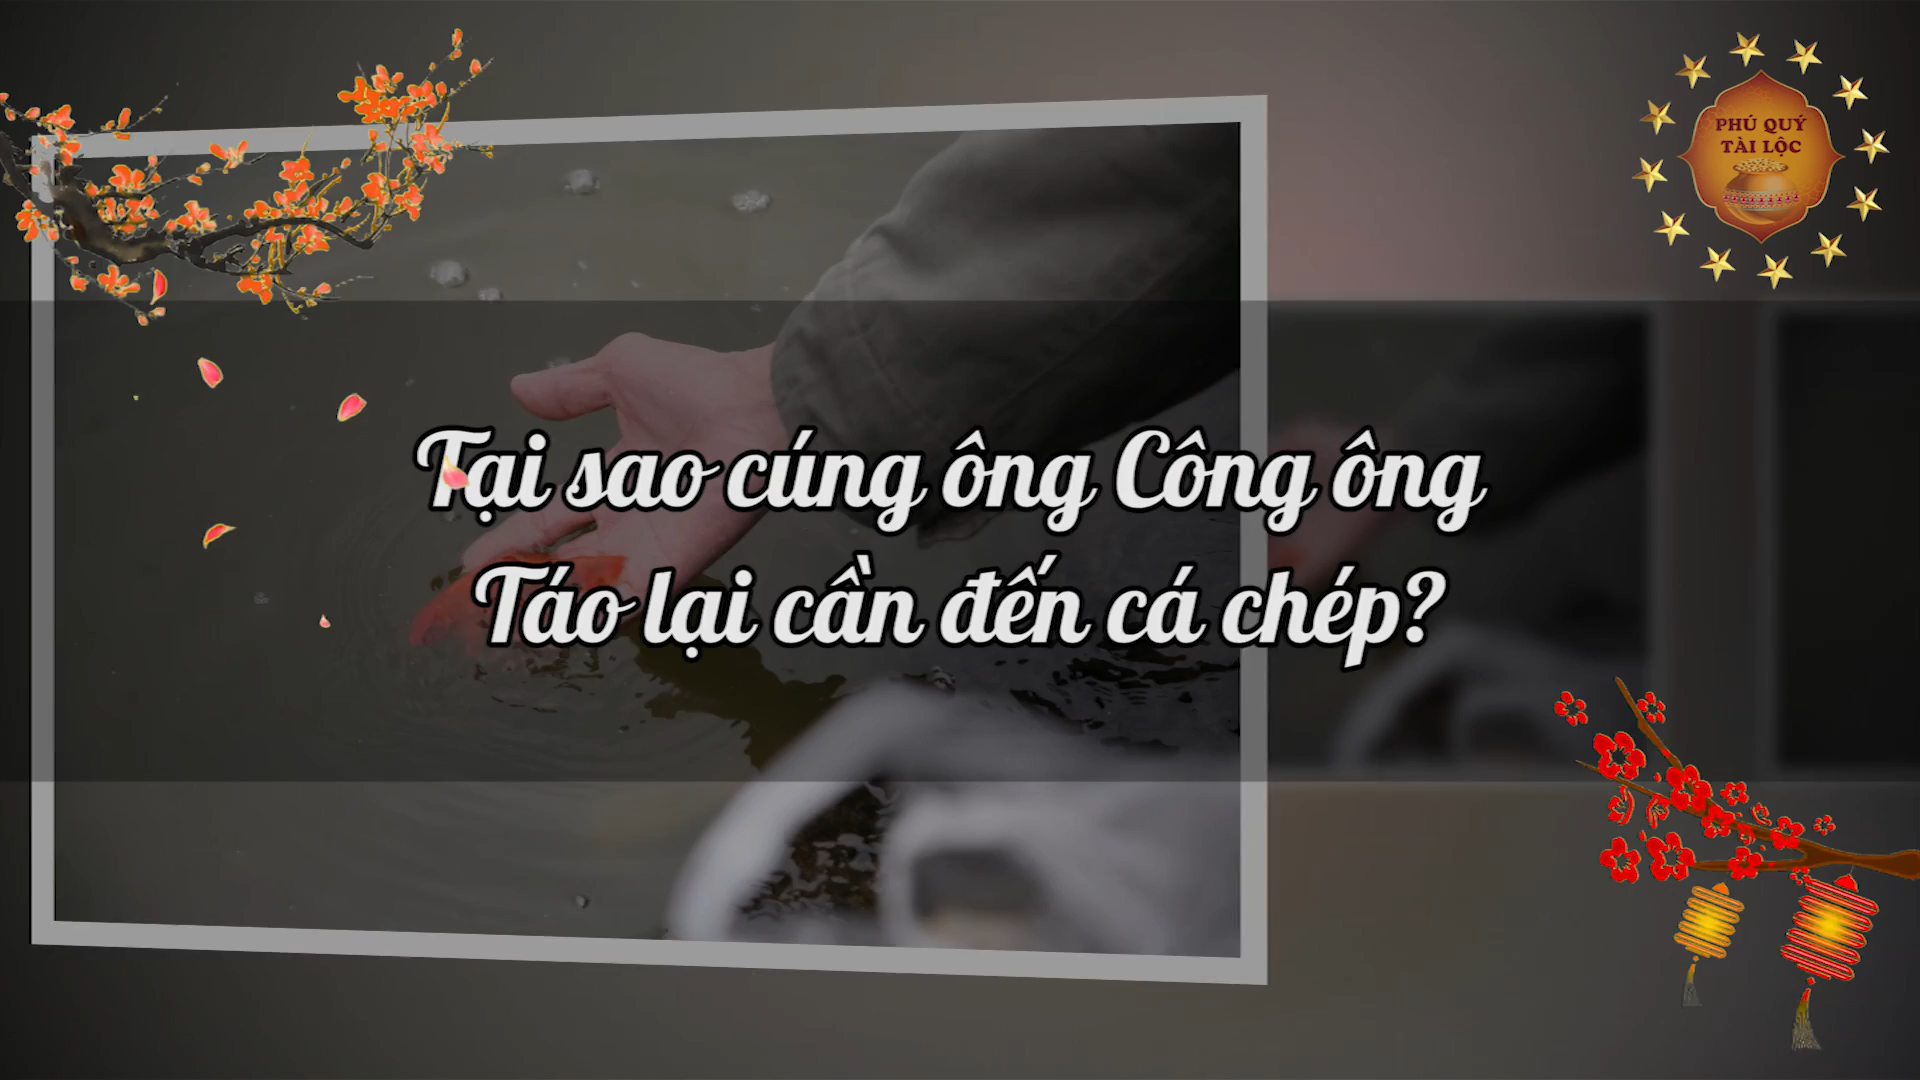 PHÚ QUÝ
TÀI LỘC
Tại sao cúng ông Công ông
Táo lại cần đến cá chép?